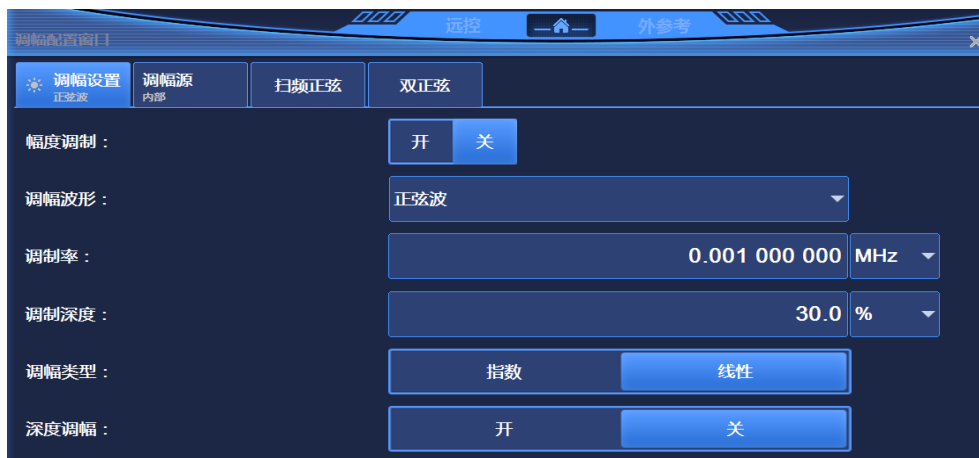 远控
外参考
调幅配置窗口
调幅设置
正弦波
调幅源
内部
扫频正弦
双正弦
幅度调制：
开
关
调幅波形：
正弦波
调制率：
0.001 000 000
MHz
调制深度：
30.0
%
调幅类型：
指数
线性
深度调幅：
开
关